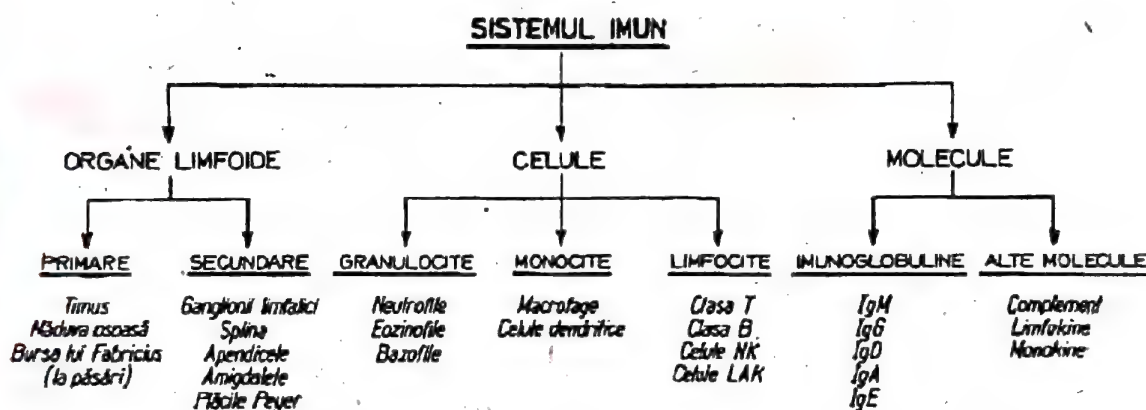 SISTEMUL IMUN
ORGANE LIMFOIDE
CELULE
MOLECULE
PRIMARE
Timus
Măduva osoasă
Bursa lui Fabricius
(la păsări)
SECUNDARE
Ganglionii limfatici
Splina
Apendicele
Amigdalele
Plăcile Peyer
GRANULOCITE
Neutrofile
Eozinofile
Bazofile
MONOCITE
Macrofage
Celule dendritice
LIMFOCITE
Clasa T
Clasa B
Celule NK
Celule LAK
IMUNOGLOBULINE
IgM
IgG
IgD
IgA
IgE
ALTE MOLECULE
Complement
Limfokine
Monokine